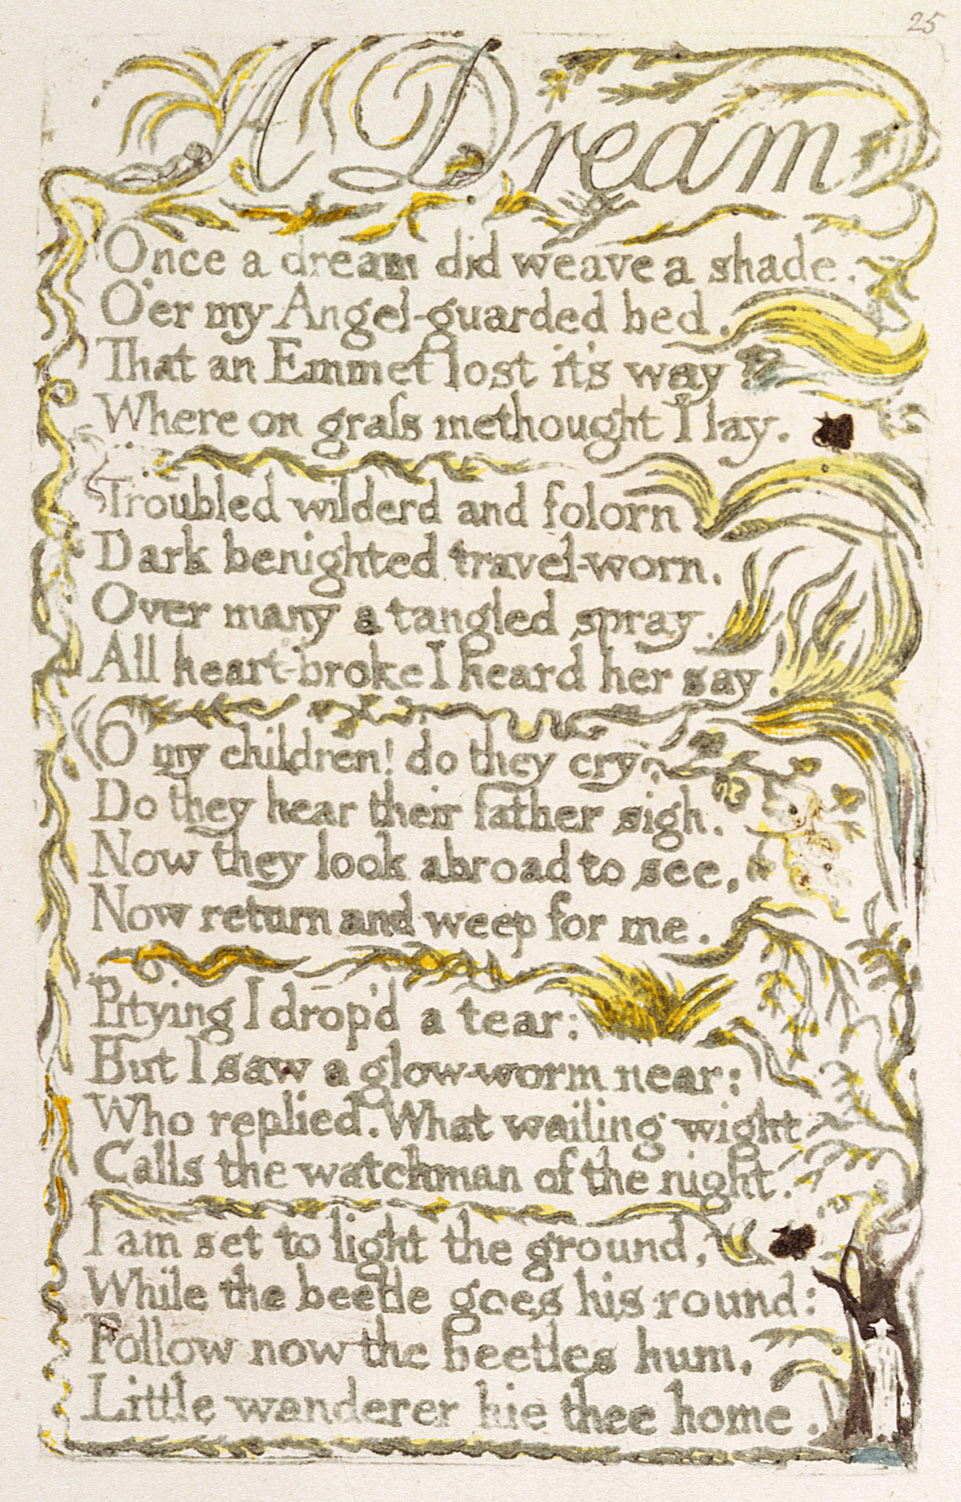 25
A Dream
Once a dream did weave a shade.
O'er my Angel-guarded bed.
That an Emmet lost it's way
Where on graſs methought I lay.
Troubled wilderd and folorn
Dark benighted travel-worn.
Over many a tangled spray.
All heart-broke I heard her say.
O my children! do they cry,
Do they hear their father sigh.
Now they look abroad to see,
Now return and weep for me.
Pitying I drop'd a tear:
But I saw a glow-worm near:
Who replied. What wailing wight
Calls the watchman of the night.
I am set to light the ground,
While the beetle goes his round:
Follow now the beetles hum,
Little wanderer hie thee home.